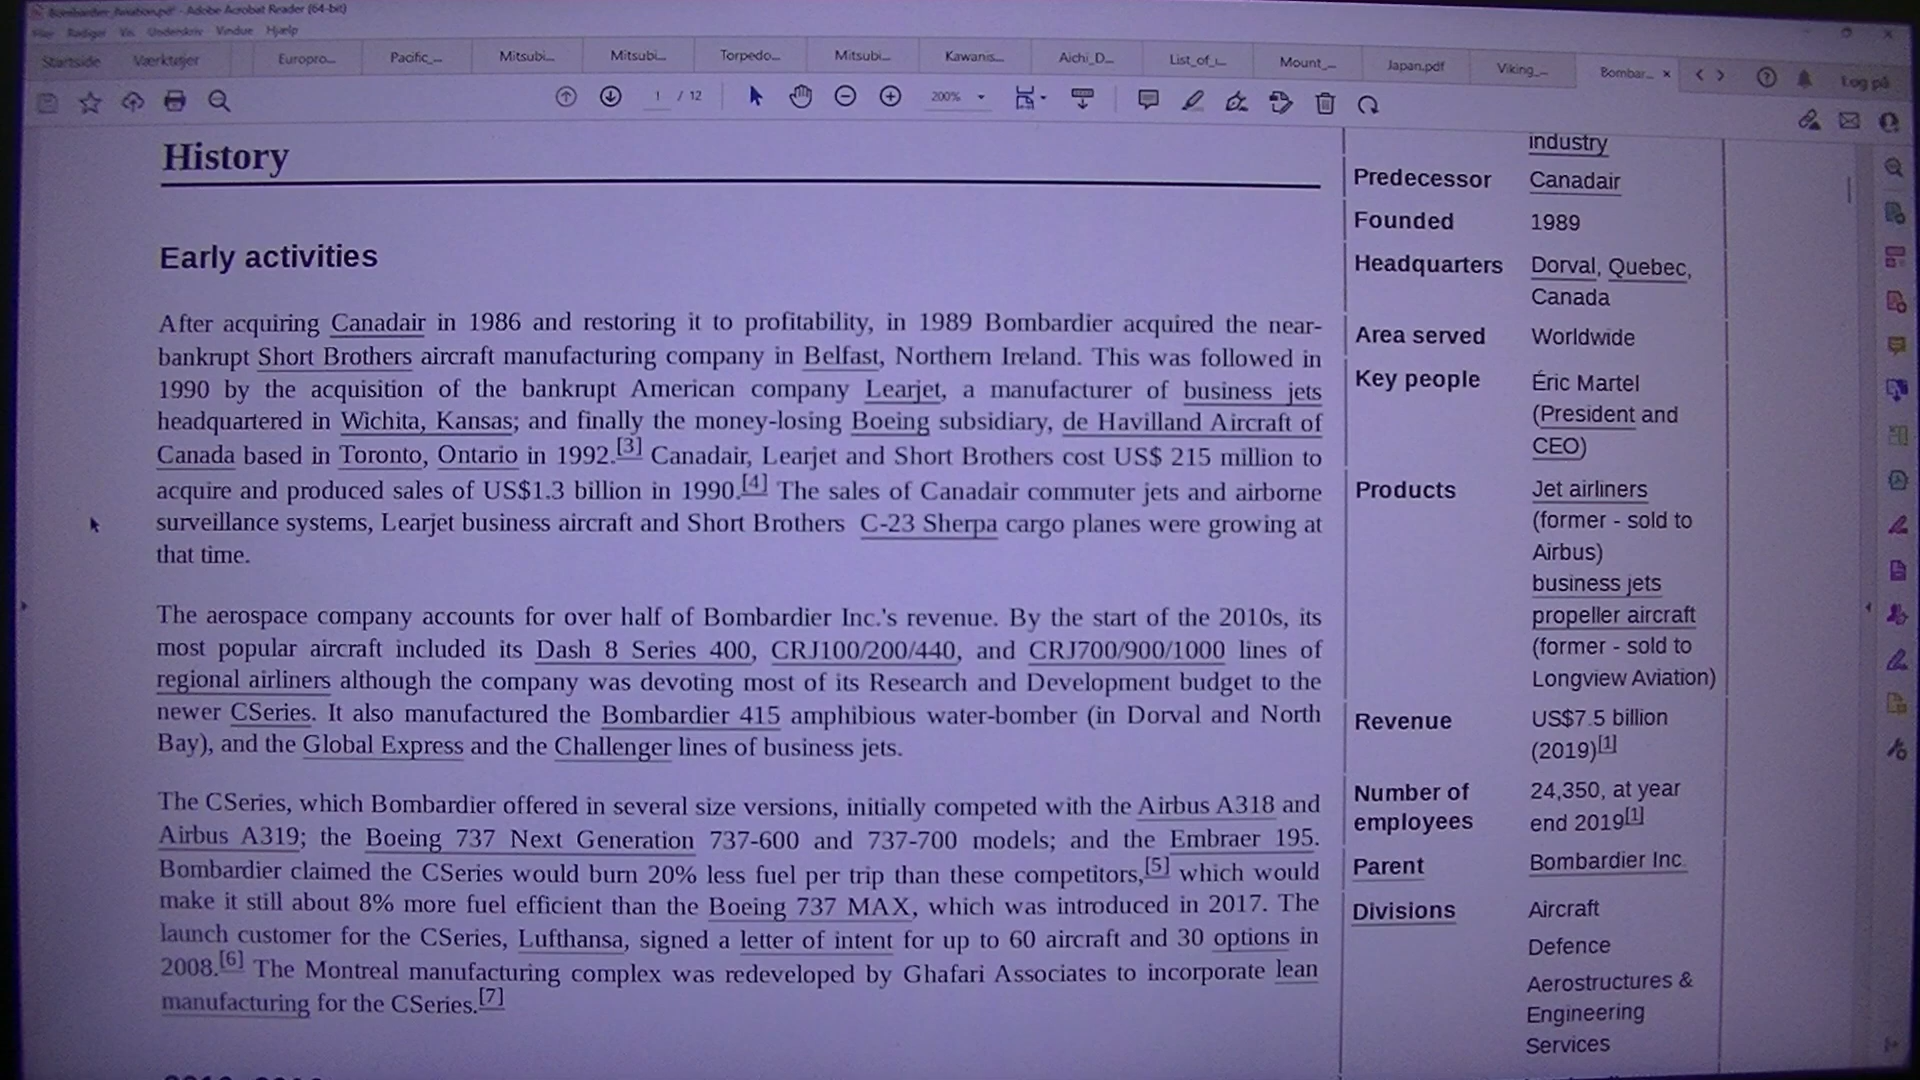 Bombardier_Aviation.pdf - Adobe Acrobat Reader (64-bit)
Filer Rediger Vis Underskriv Vindue Hjælp
Startside Værktøjer Europro... Pacific_... Mitsubi... Mitsubi... Torpedo... Mitsubi... Kawanis... Aichi_D... List_of_i... Mount_... Japan.pdf Viking_... Bombar... × Log på
1 / 12 200%
History
Early activities
After acquiring Canadair in 1986 and restoring it to profitability, in 1989 Bombardier acquired the near-
bankrupt Short Brothers aircraft manufacturing company in Belfast, Northern Ireland. This was followed in
1990 by the acquisition of the bankrupt American company Learjet, a manufacturer of business jets
headquartered in Wichita, Kansas; and finally the money-losing Boeing subsidiary, de Havilland Aircraft of
Canada based in Toronto, Ontario in 1992.[3] Canadair, Learjet and Short Brothers cost US$ 215 million to
acquire and produced sales of US$1.3 billion in 1990.[4] The sales of Canadair commuter jets and airborne
surveillance systems, Learjet business aircraft and Short Brothers C-23 Sherpa cargo planes were growing at
that time.
The aerospace company accounts for over half of Bombardier Inc.'s revenue. By the start of the 2010s, its
most popular aircraft included its Dash 8 Series 400, CRJ100/200/440, and CRJ700/900/1000 lines of
regional airliners although the company was devoting most of its Research and Development budget to the
newer CSeries. It also manufactured the Bombardier 415 amphibious water-bomber (in Dorval and North
Bay), and the Global Express and the Challenger lines of business jets.
The CSeries, which Bombardier offered in several size versions, initially competed with the Airbus A318 and
Airbus A319; the Boeing 737 Next Generation 737-600 and 737-700 models; and the Embraer 195.
Bombardier claimed the CSeries would burn 20% less fuel per trip than these competitors,[5] which would
make it still about 8% more fuel efficient than the Boeing 737 MAX, which was introduced in 2017. The
launch customer for the CSeries, Lufthansa, signed a letter of intent for up to 60 aircraft and 30 options in
2008.[6] The Montreal manufacturing complex was redeveloped by Ghafari Associates to incorporate lean
manufacturing for the CSeries.[7]
industry
Predecessor Canadair
Founded 1989
Headquarters Dorval, Quebec,
Canada
Area served Worldwide
Key people Éric Martel
(President and
CEO)
Products Jet airliners
(former - sold to
Airbus)
business jets
propeller aircraft
(former - sold to
Longview Aviation)
Revenue US$7.5 billion
(2019)[1]
Number of 24,350, at year
employees end 2019[1]
Parent Bombardier Inc.
Divisions Aircraft
Defence
Aerostructures &
Engineering
Services